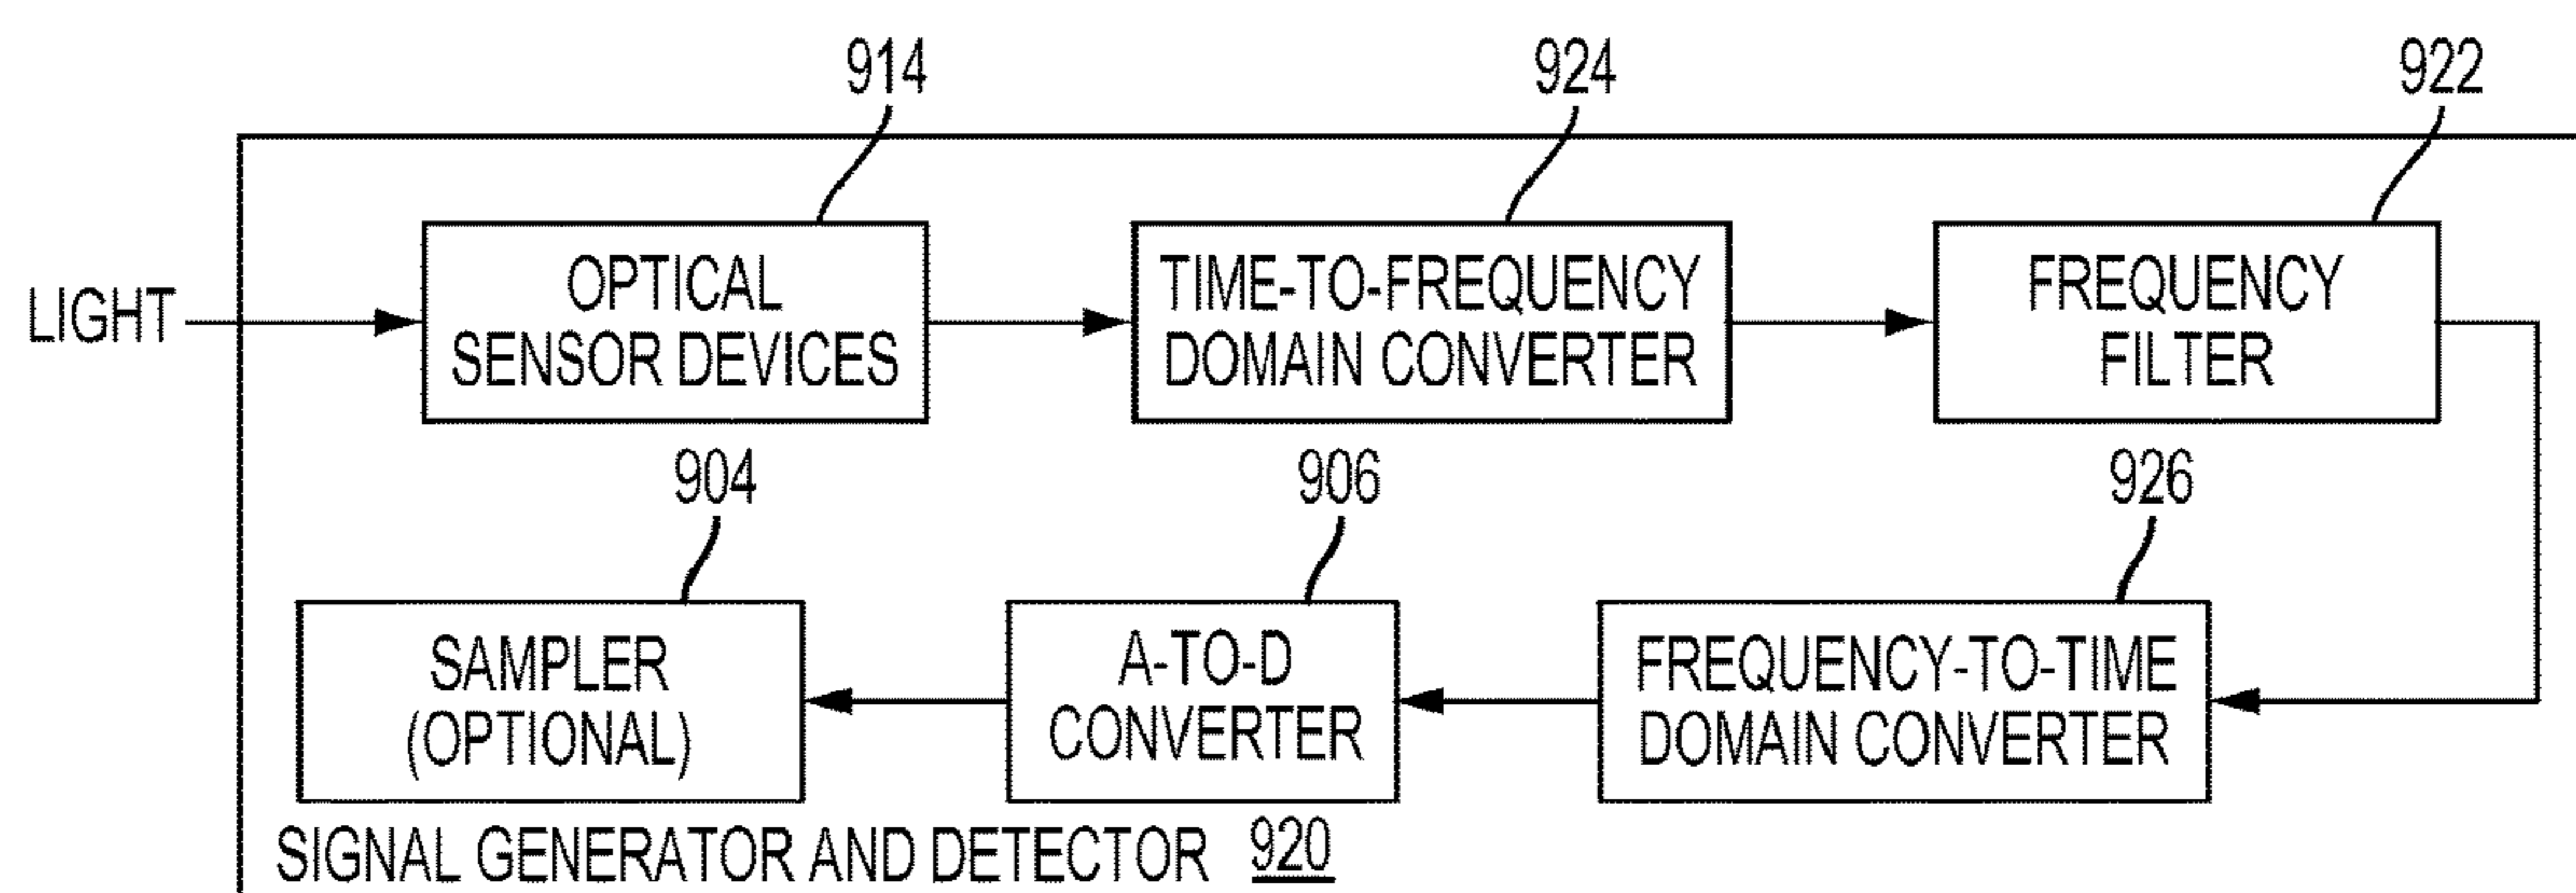 914
924
922
LIGHT
OPTICAL
SENSOR DEVICES
TIME-TO-FREQUENCY
DOMAIN CONVERTER
FREQUENCY
FILTER
904
906
926
SAMPLER
(OPTIONAL)
A-TO-D
CONVERTER
FREQUENCY-TO-TIME
DOMAIN CONVERTER
SIGNAL GENERATOR AND DETECTOR 920